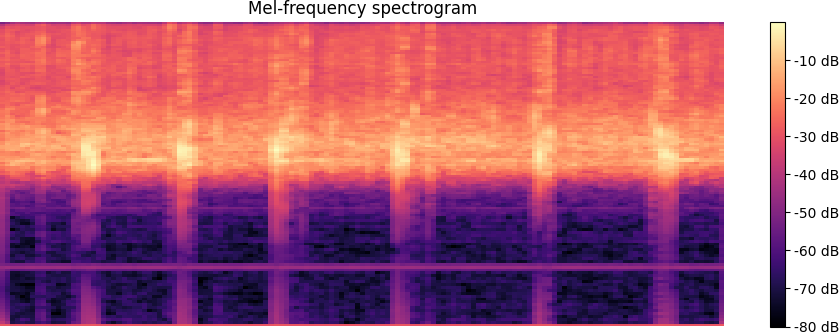 Mel-frequency spectrogram
-10 dB
-20 dB
-30 dB
-40 dB
-50 dB
-60 dB
-70 dB
-80 dB